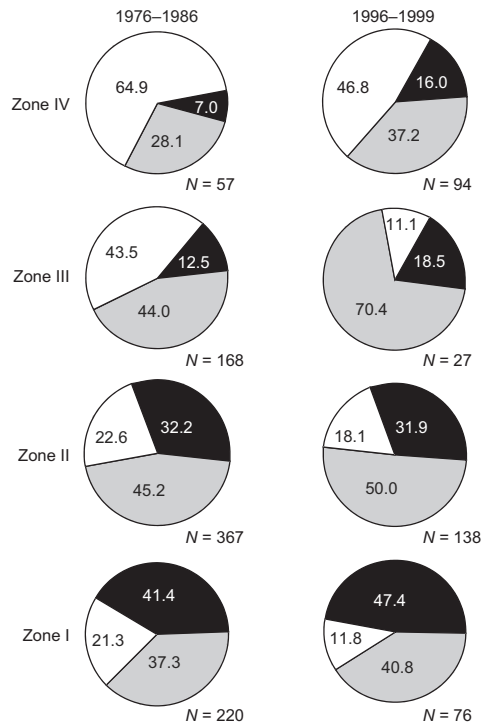 1976–1986
1996–1999
Zone IV
64.9
7.0
28.1
N = 57
46.8
16.0
37.2
N = 94
Zone III
43.5
12.5
44.0
N = 168
11.1
18.5
70.4
N = 27
Zone II
22.6
32.2
45.2
N = 367
18.1
31.9
50.0
N = 138
Zone I
41.4
21.3
37.3
N = 220
47.4
11.8
40.8
N = 76